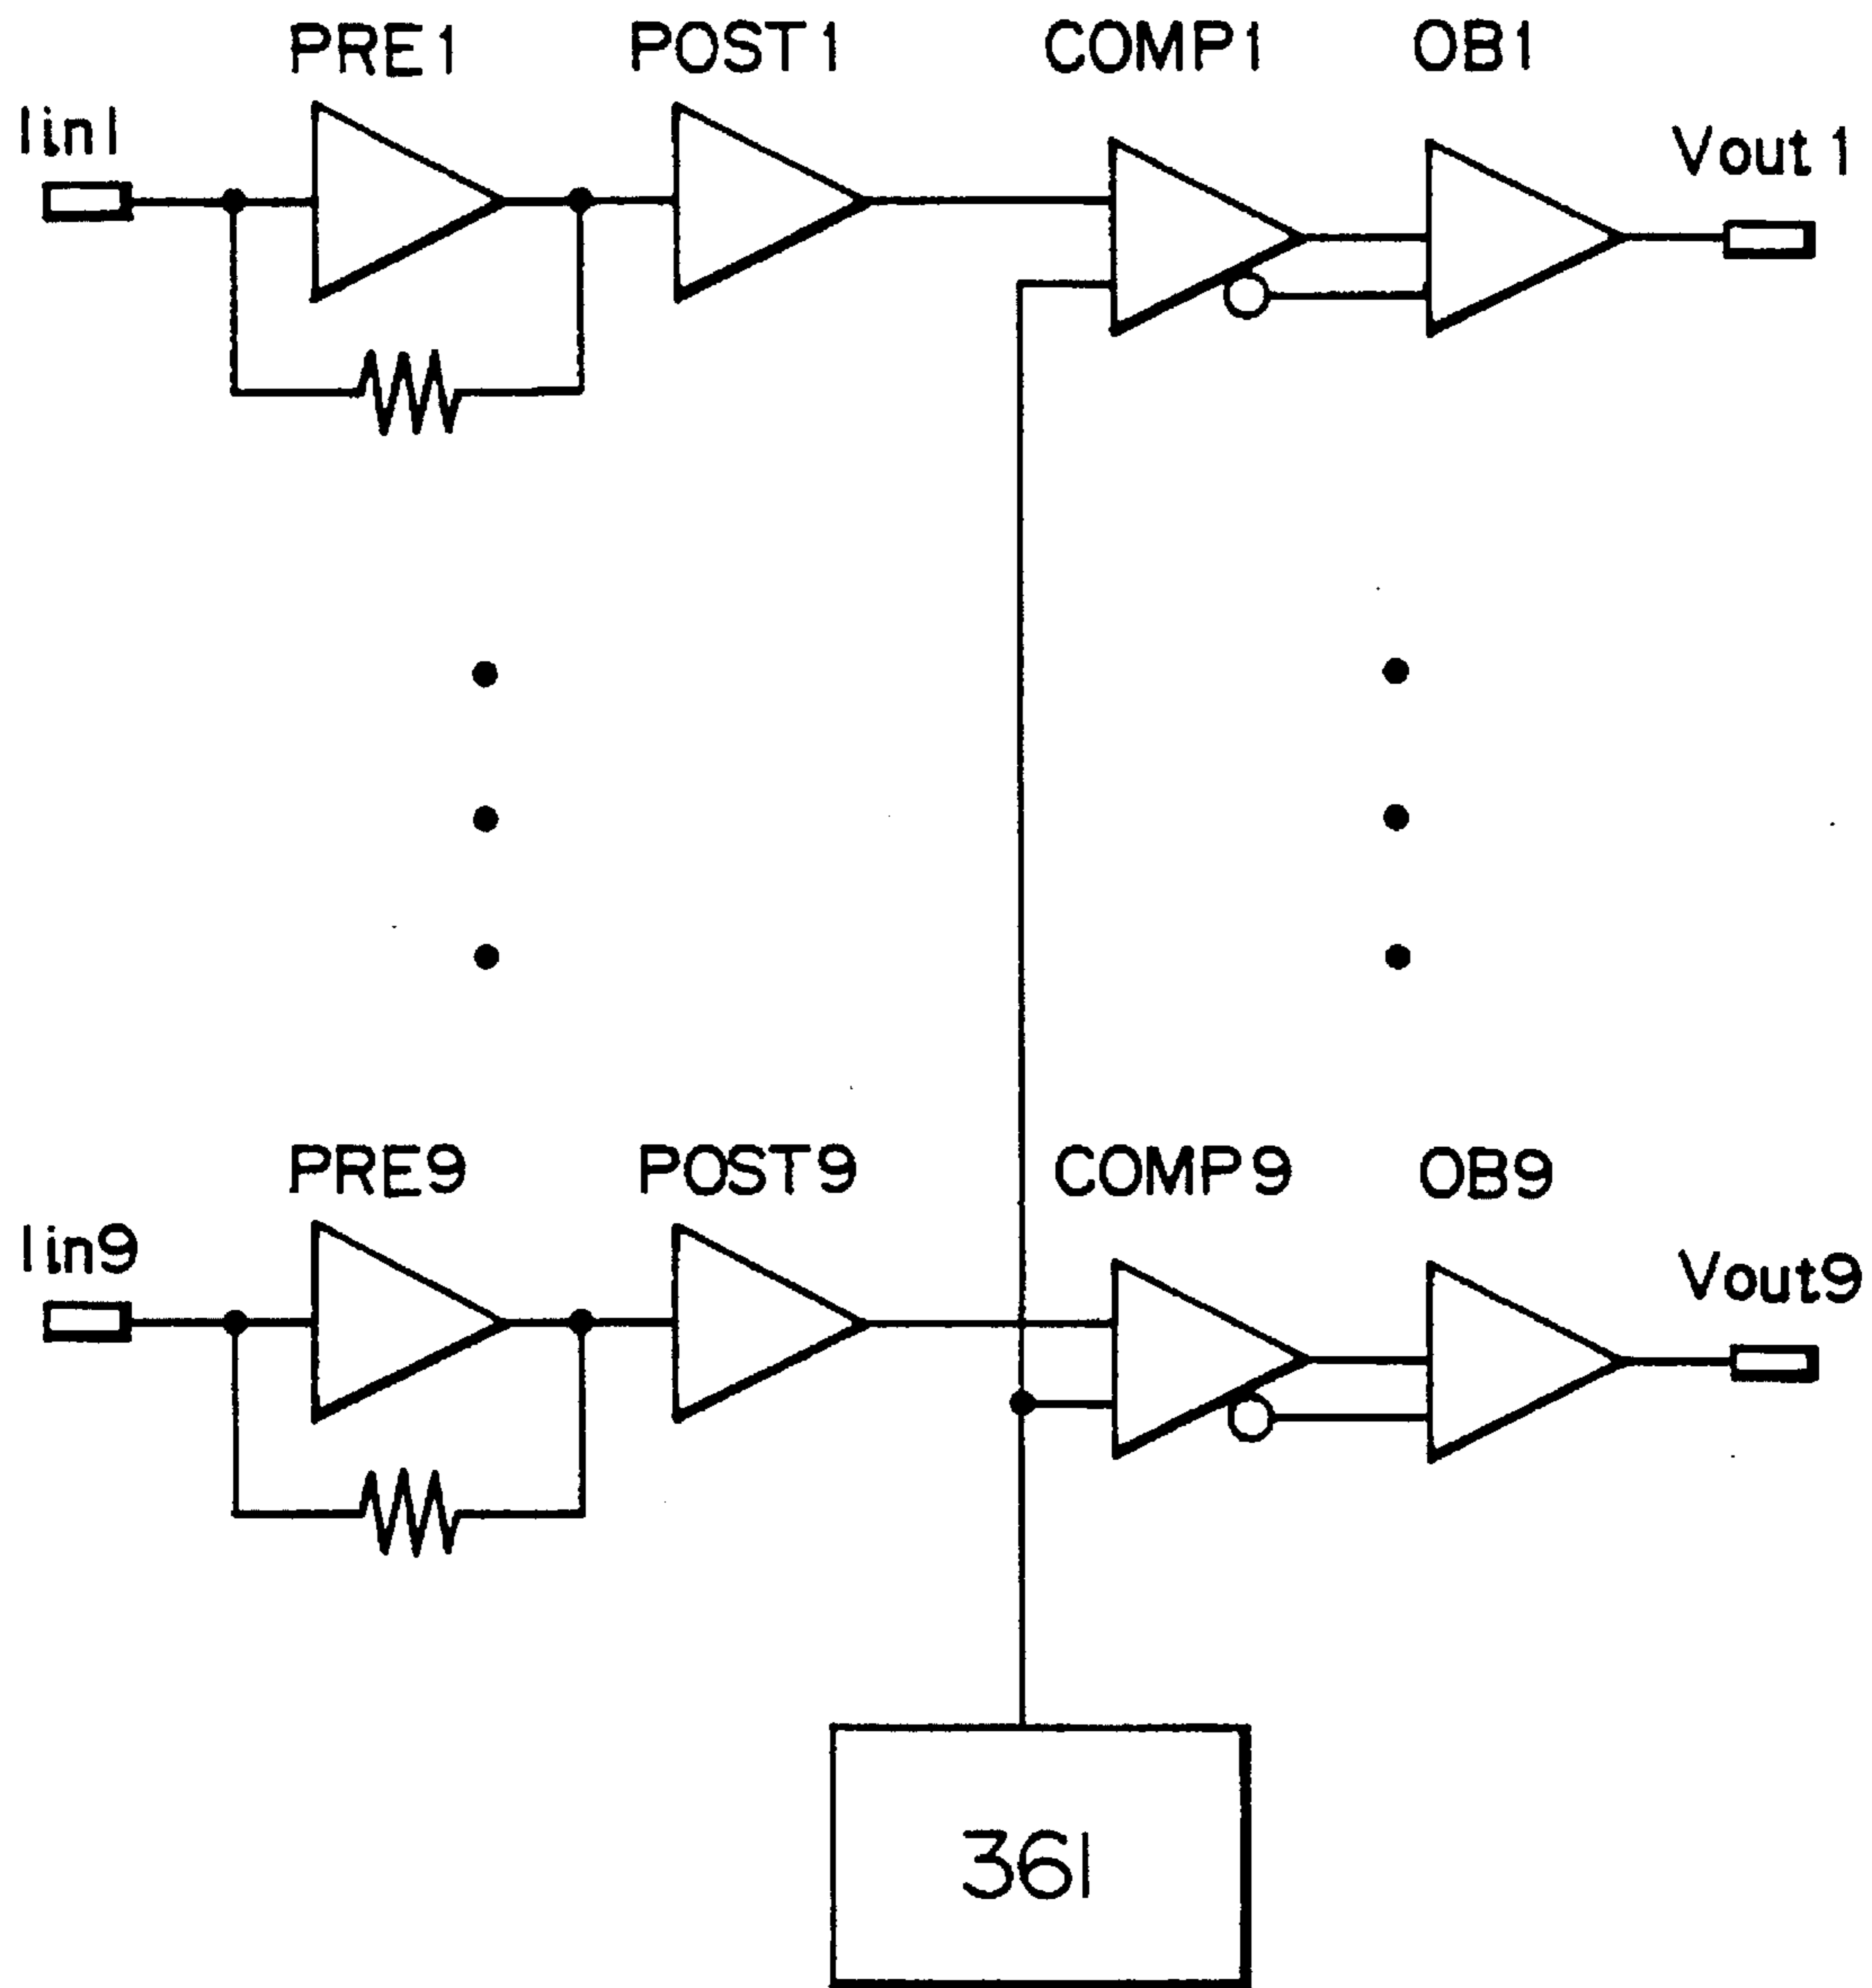 PRE1 POST1 COMP1 OB1
Iin1 Vout1
PRE9 POST9 COMP9 OB9
Iin9 Vout9
361